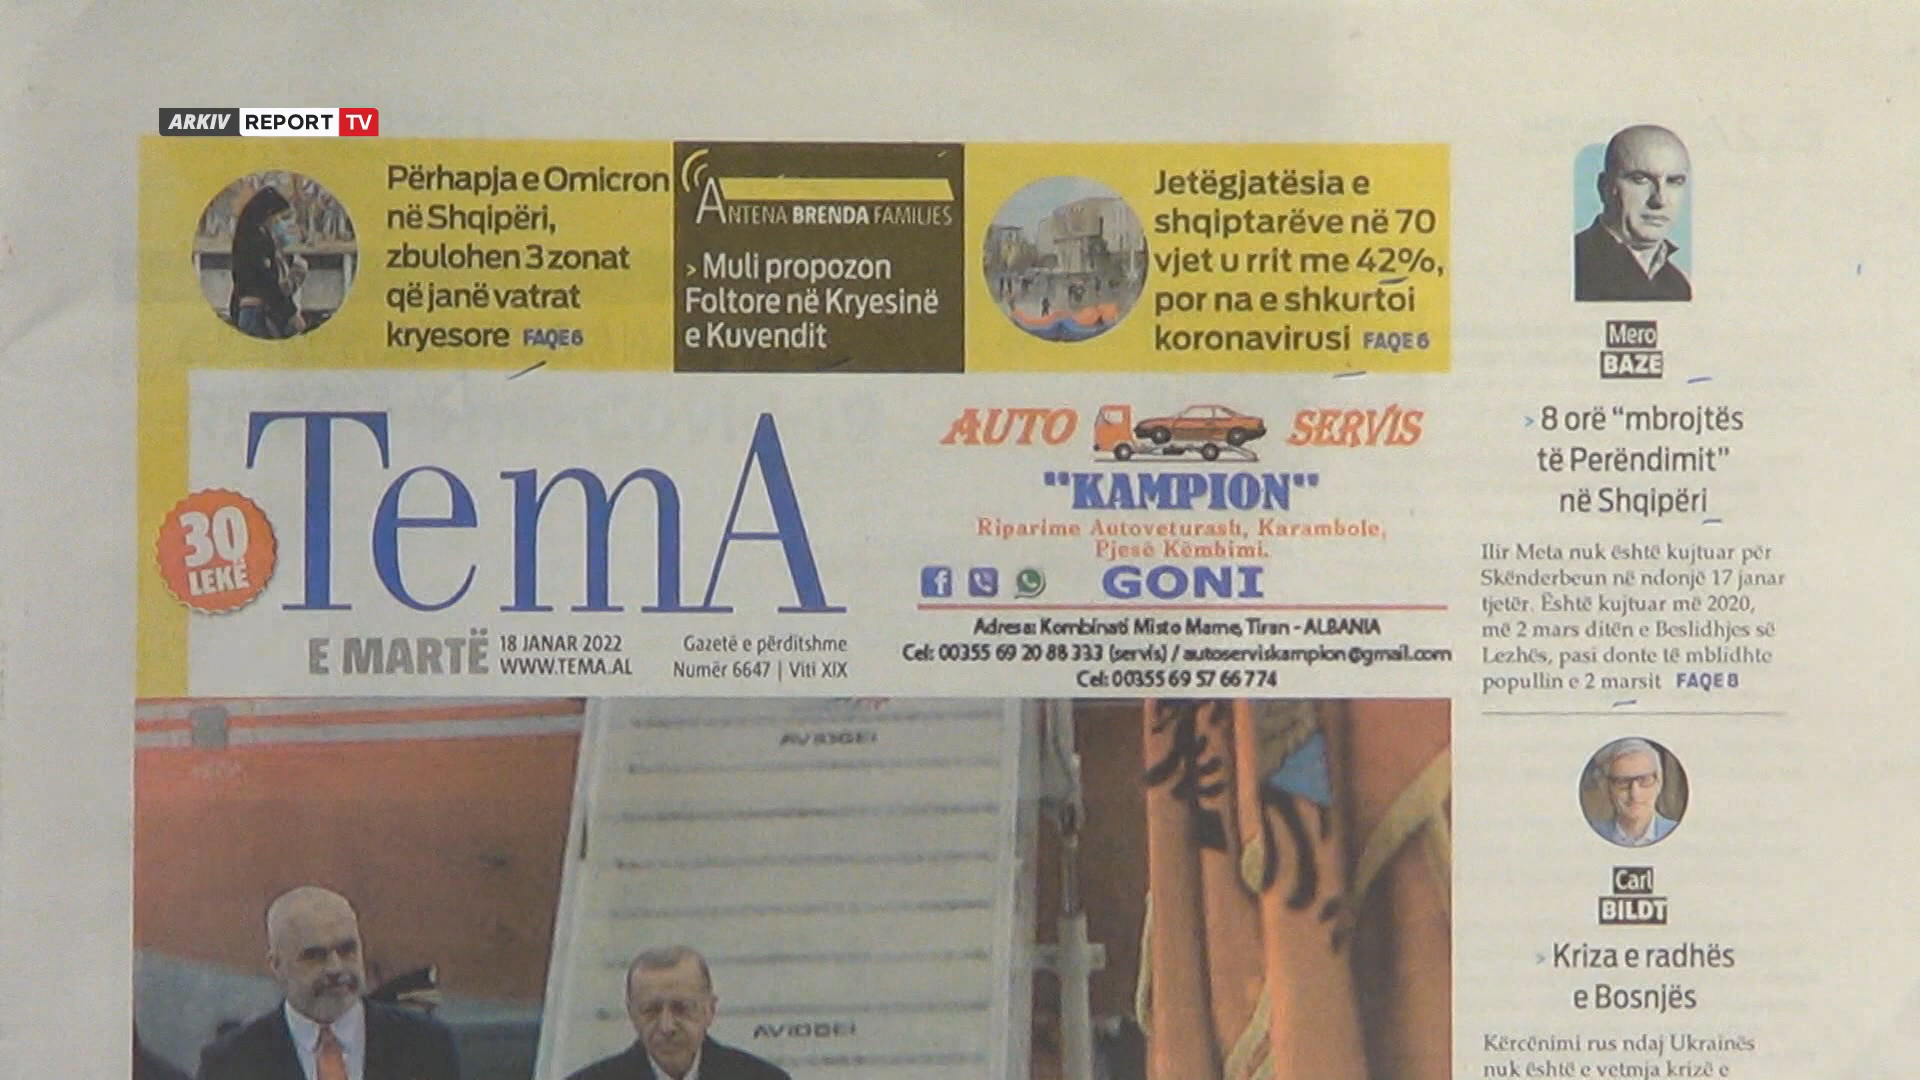 ARKIV REPORT TV
Përhapja e Omicron
në Shqipëri,
zbulohen 3 zonat
që janë vatrat
kryesore FAQE 6
ANTENA BRENDA FAMILJES
> Muli propozon
Foltore në Kryesinë
e Kuvendit
Jetëgjatësia e
shqiptarëve në 70
vjet u rrit me 42%,
por na e shkurtoi
koronavirusi FAQE 6
30
LEKË
TemA
E MARTË
18 JANAR 2022
WWW.TEMA.AL
Gazetë e përditshme
Numër 6647 | Viti XIX
AUTO SERVIS
"KAMPION"
Riparime Autoveturash, Karambole,
Pjesë Këmbimi.
GONI
Adresa: Kombinati Misto Mame, Tiran - ALBANIA
Cel: 00355 69 20 88 333 (servis) / autoserviskampion@gmail.com
Cel: 00355 69 57 66 774
Mero
BAZE
> 8 orë “mbrojtës
të Perëndimit”
në Shqipëri
Ilir Meta nuk është kujtuar për
Skënderbeun në ndonjë 17 janar
tjetër. Është kujtuar më 2020,
më 2 mars ditën e Beslidhjes së
Lezhës, pasi donte të mblidhte
popullin e 2 marsit FAQE 8
Carl
BILDT
> Kriza e radhës
e Bosnjës
Kërcënimi rus ndaj Ukrainës
nuk është e vetmja krizë e